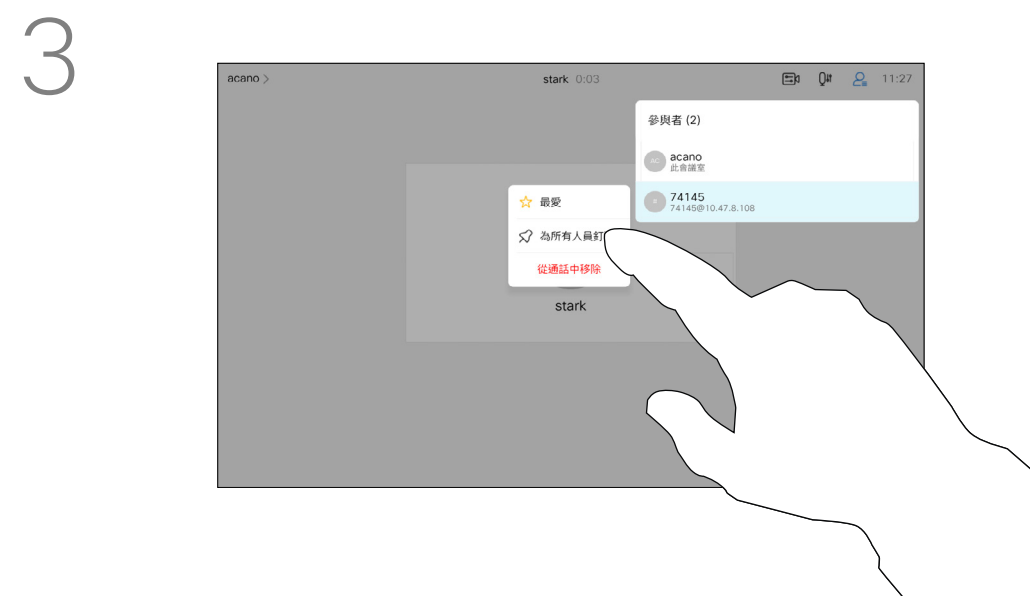 3
acano >
stark 0:03
11:27
參與者 (2)
AC
acano
此會議室
74145
74145@10.47.8.108
最愛
為所有人員釘
從通話中移除
stark